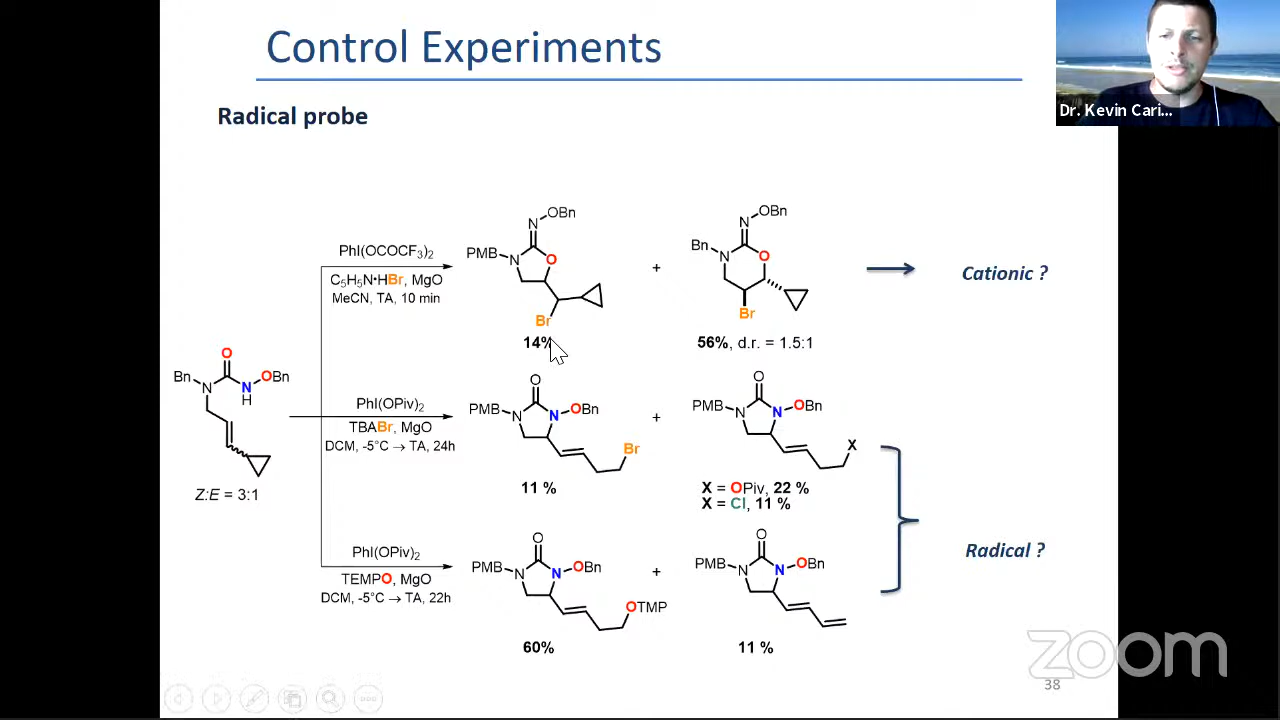 Control Experiments
Dr. Kevin Cari...
Radical probe
PhI(OCOCF3)2
C5H5N•HBr, MgO
MeCN, TA, 10 min
OBn
N
PMB
N
O
Br
14%
+
OBn
N
Bn
N
O
Br
56%, d.r. = 1.5:1
Cationic ?
O
Bn
N
N
H
OBn
Z:E = 3:1
PhI(OPiv)2
TBABr, MgO
DCM, -5°C → TA, 24h
O
PMB
N
N
OBn
Br
11 %
+
O
PMB
N
N
OBn
X
X = OPiv, 22 %
X = Cl, 11 %
Radical ?
PhI(OPiv)2
TEMPO, MgO
DCM, -5°C → TA, 22h
O
PMB
N
N
OBn
OTMP
60%
+
O
PMB
N
N
OBn
11 %
zoom
38